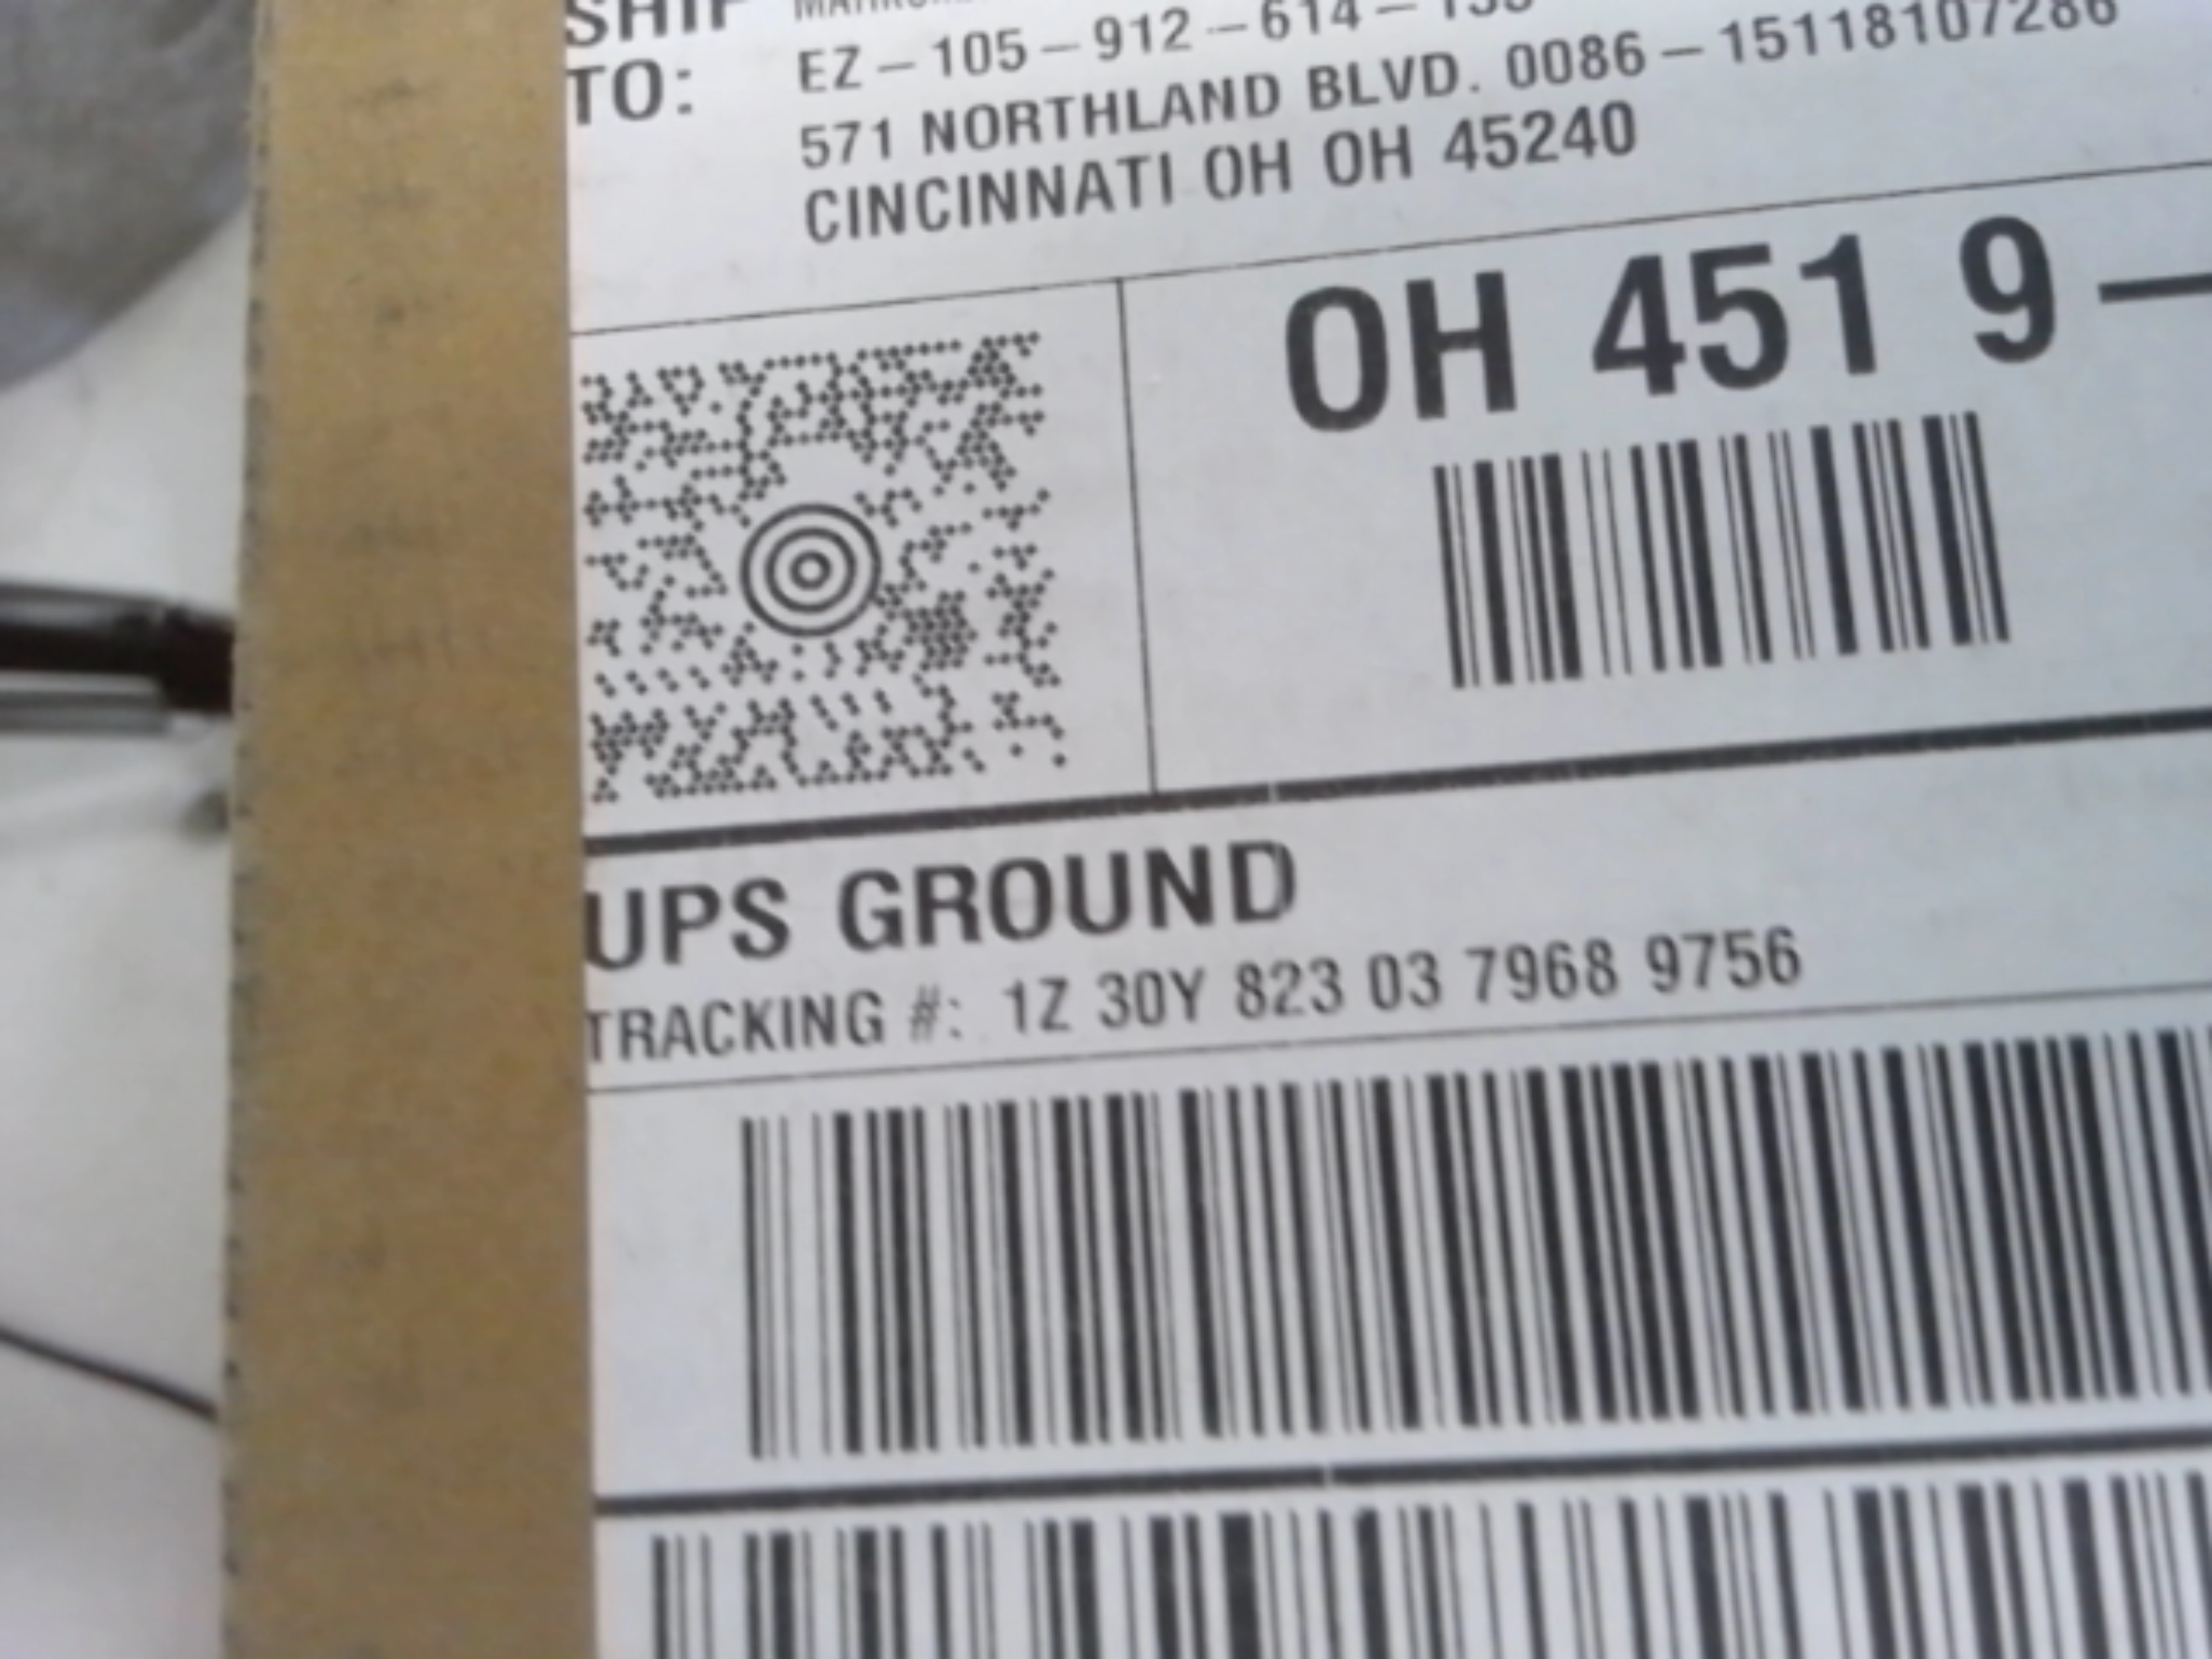 SHIP
TO:
EZ – 105 – 912 – 614 –
571 NORTHLAND BLVD. 0086 – 15118107286
CINCINNATI OH OH 45240
OH 451 9 –
UPS GROUND
TRACKING #: 1Z 30Y 823 03 7968 9756